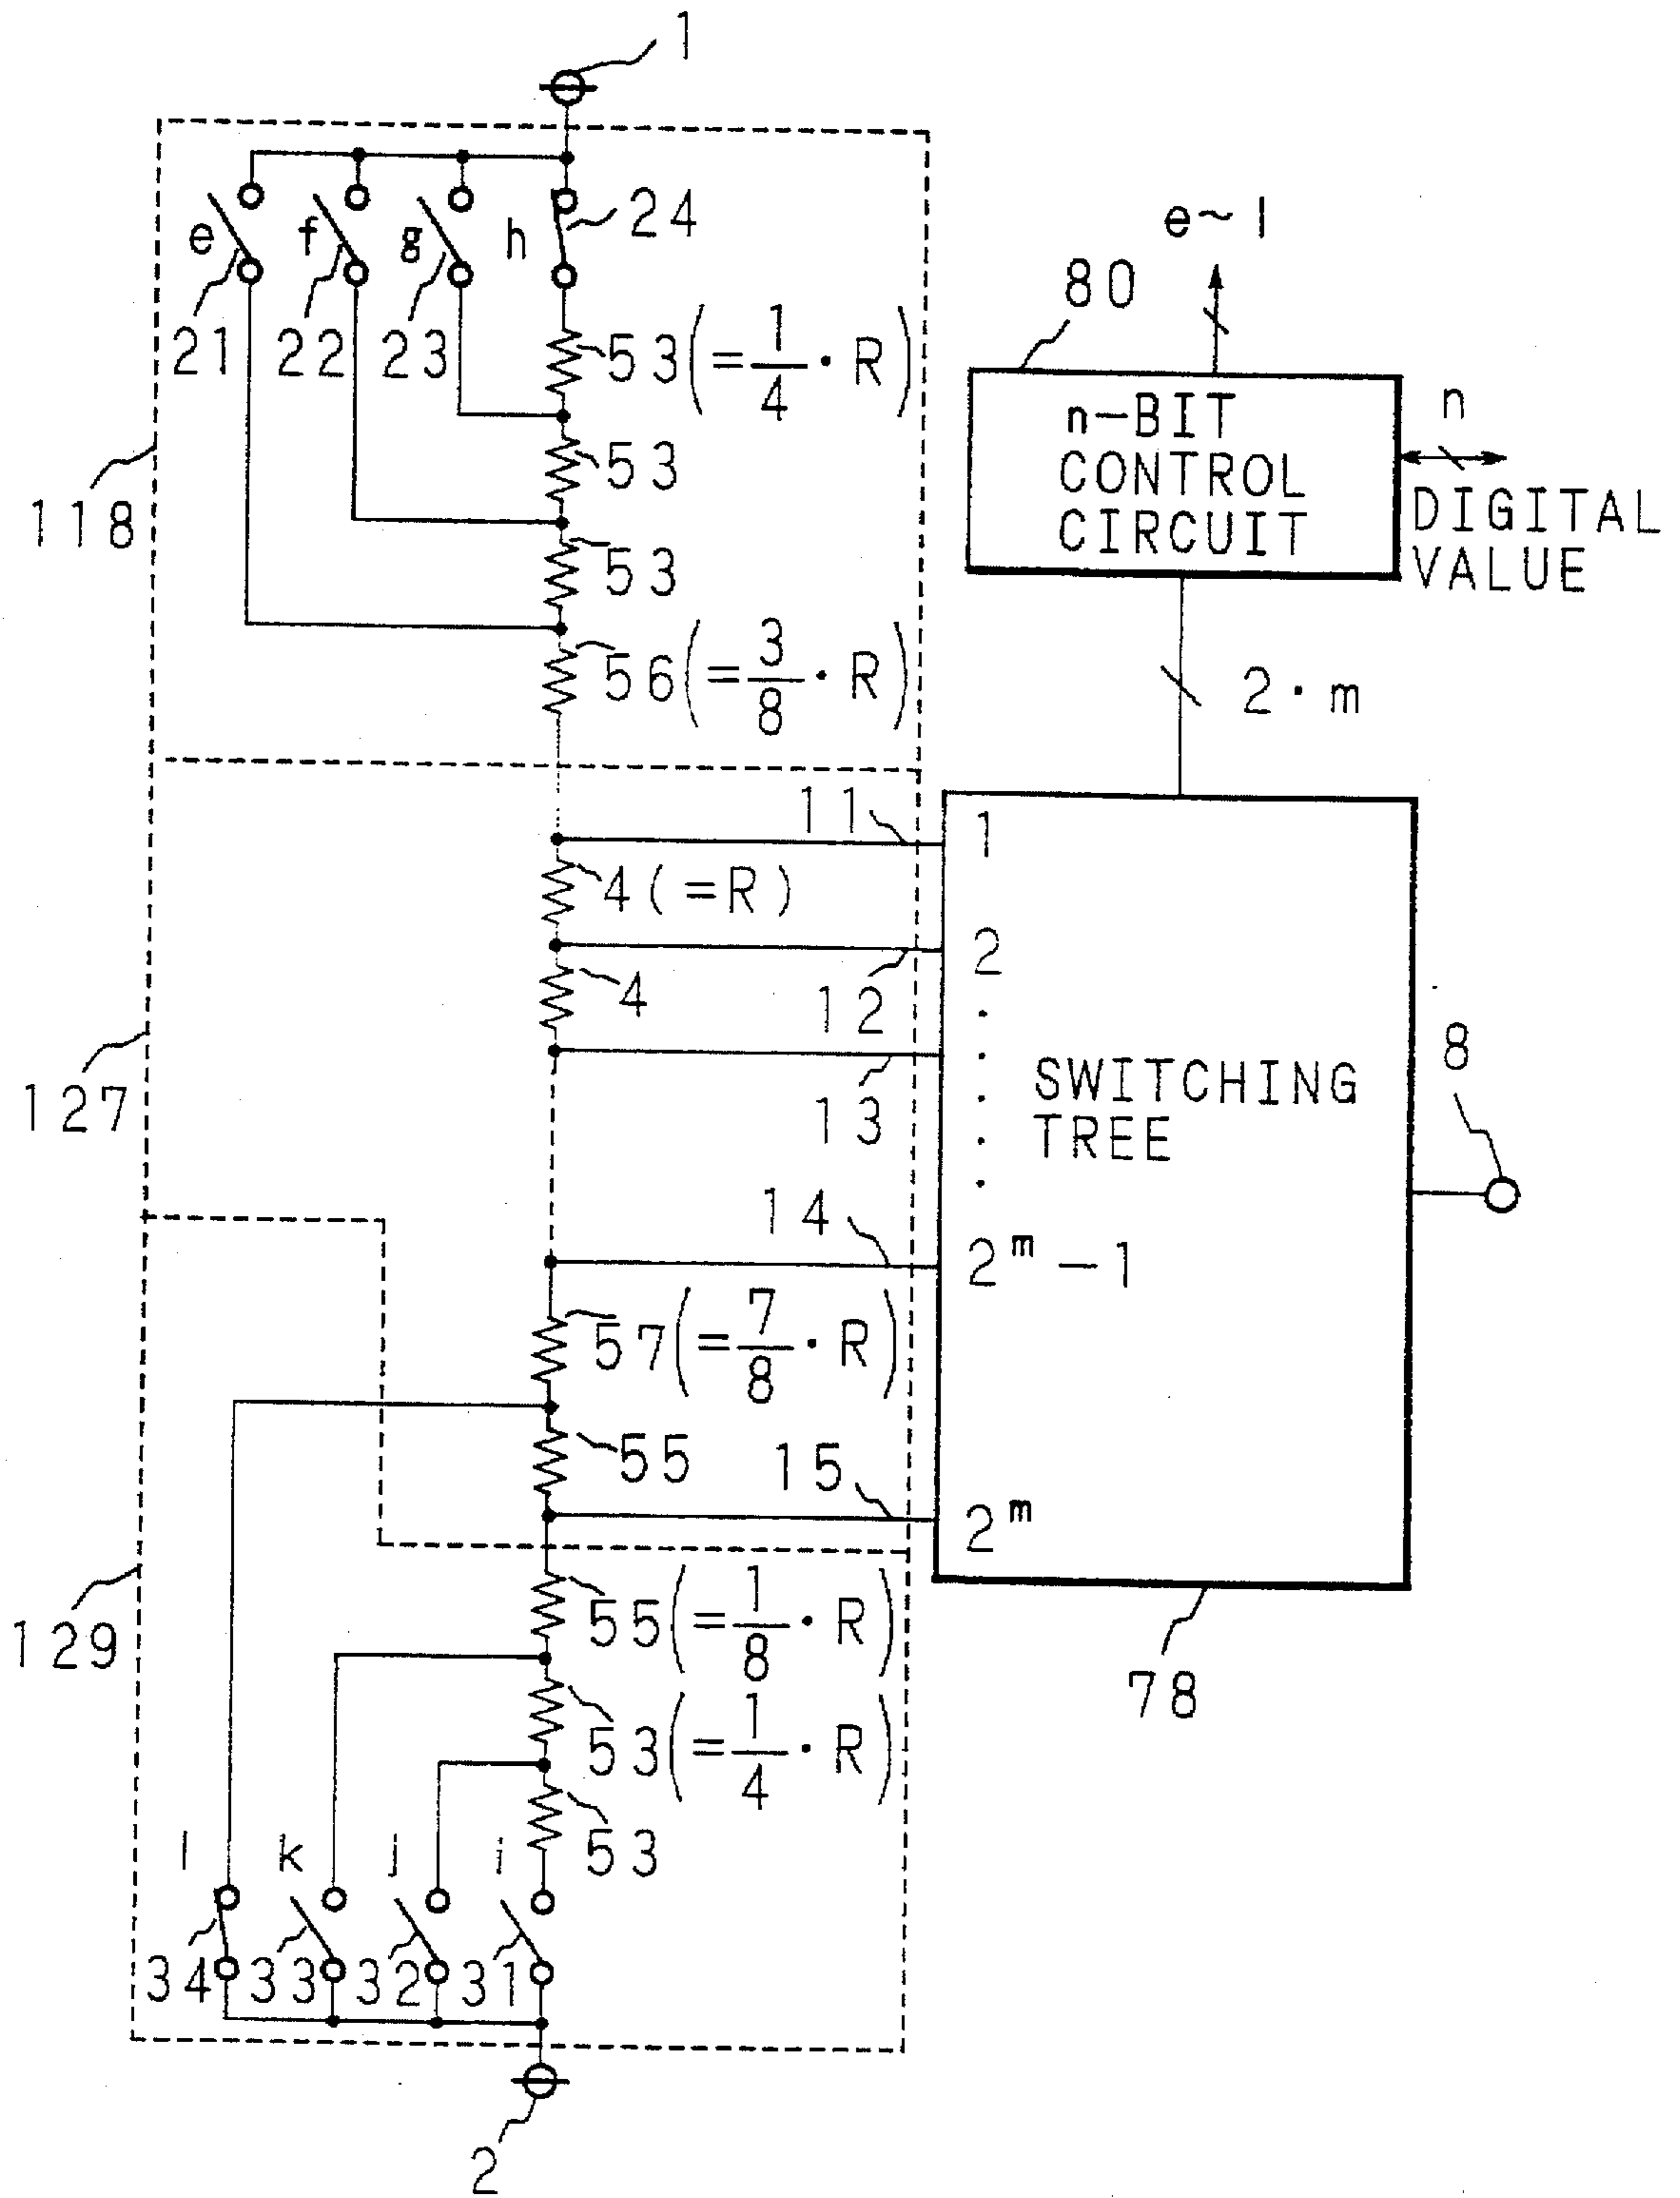 1
e f g h 24
21 22 23
53(=1/4・R)
53
53
56(=3/8・R)
118
e~l
80
n-BIT
CONTROL
CIRCUIT
n
DIGITAL
VALUE
2・m
11
1
4(=R)
2
4
12
13
SWITCHING
TREE
8
127
14
2^m-1
57(=7/8・R)
55
15
2^m
55(=1/8・R)
129
78
53(=1/4・R)
53
l k j i
34 33 32 31
2